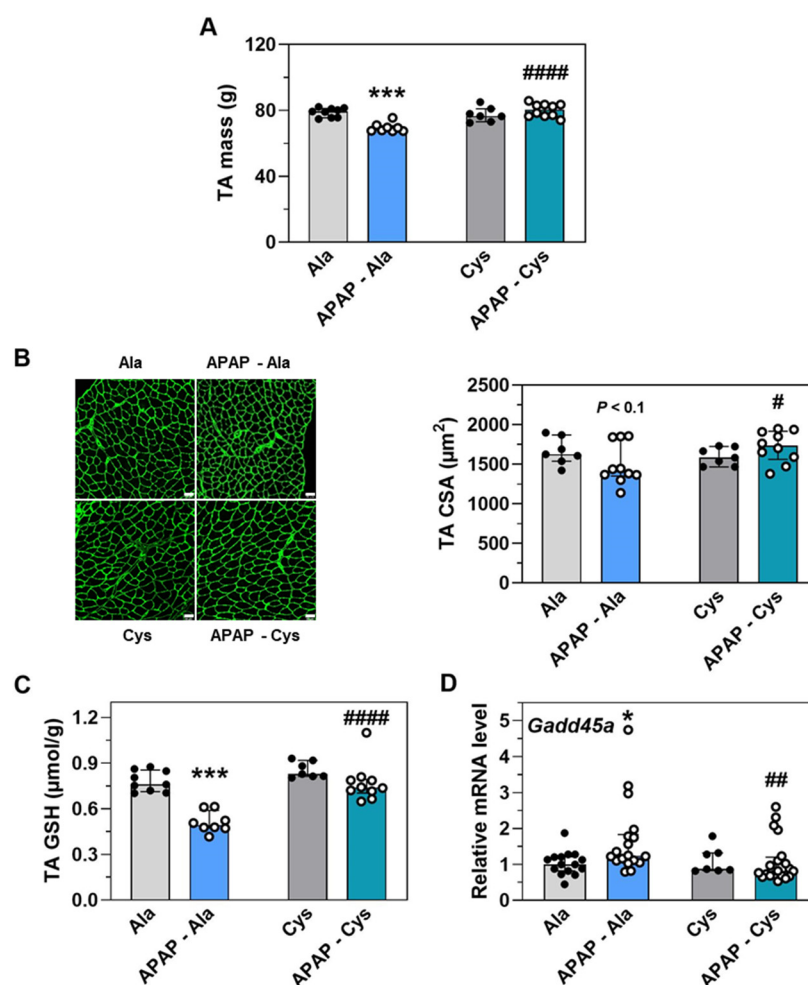 A
TA mass (g)
120
80
40
0
***
####
Ala
APAP - Ala
Cys
APAP - Cys
B
Ala
APAP - Ala
Cys
APAP - Cys
TA CSA (µm²)
2500
2000
1500
1000
500
0
P < 0.1
#
Ala
APAP - Ala
Cys
APAP - Cys
C
TA GSH (µmol/g)
1.2
0.9
0.6
0.3
0.0
***
####
Ala
APAP - Ala
Cys
APAP - Cys
D
Relative mRNA level
5
4
3
2
1
0
Gadd45a
*
##
Ala
APAP - Ala
Cys
APAP - Cys